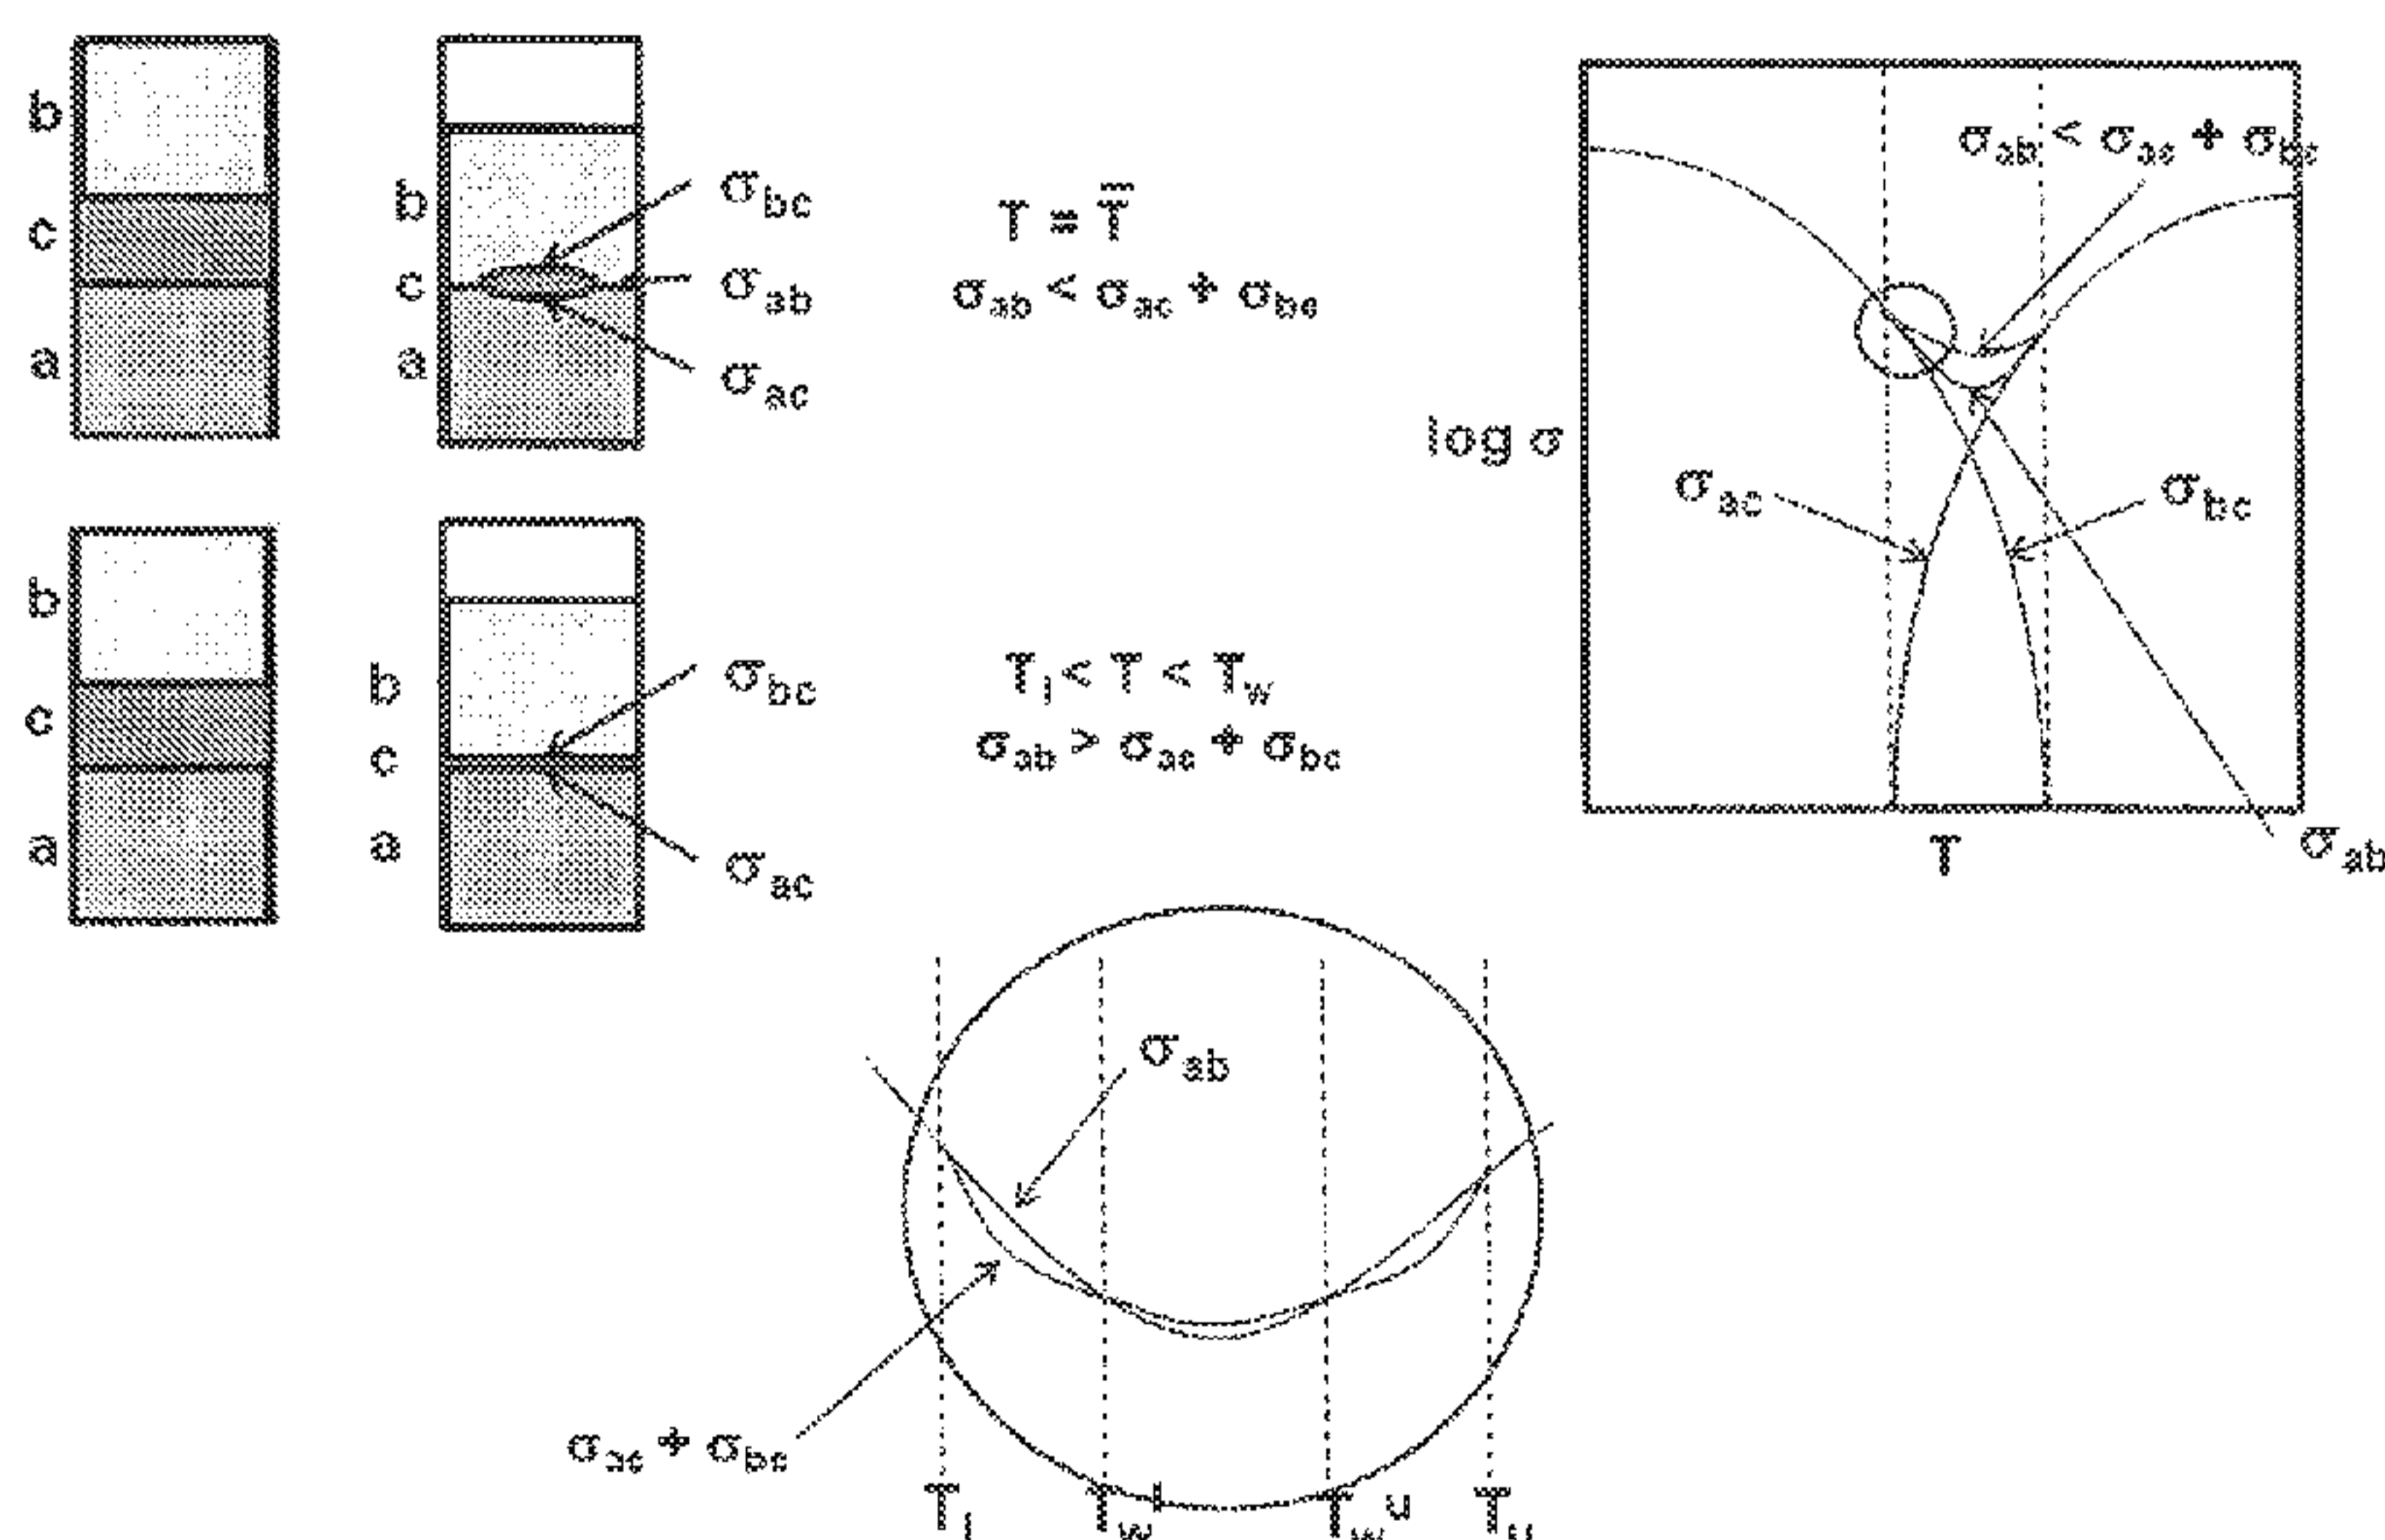 b
c
a
b
c
a
σbc
σab
σac
T = T̄
σab < σac + σbc
b
c
a
b
c
a
σbc
σac
Tl < T < Tw
σab > σac + σbc
log σ
σab < σac + σbc
σac
σbc
T
σab
σab
σac + σbc
Tl Twl Twu Tu